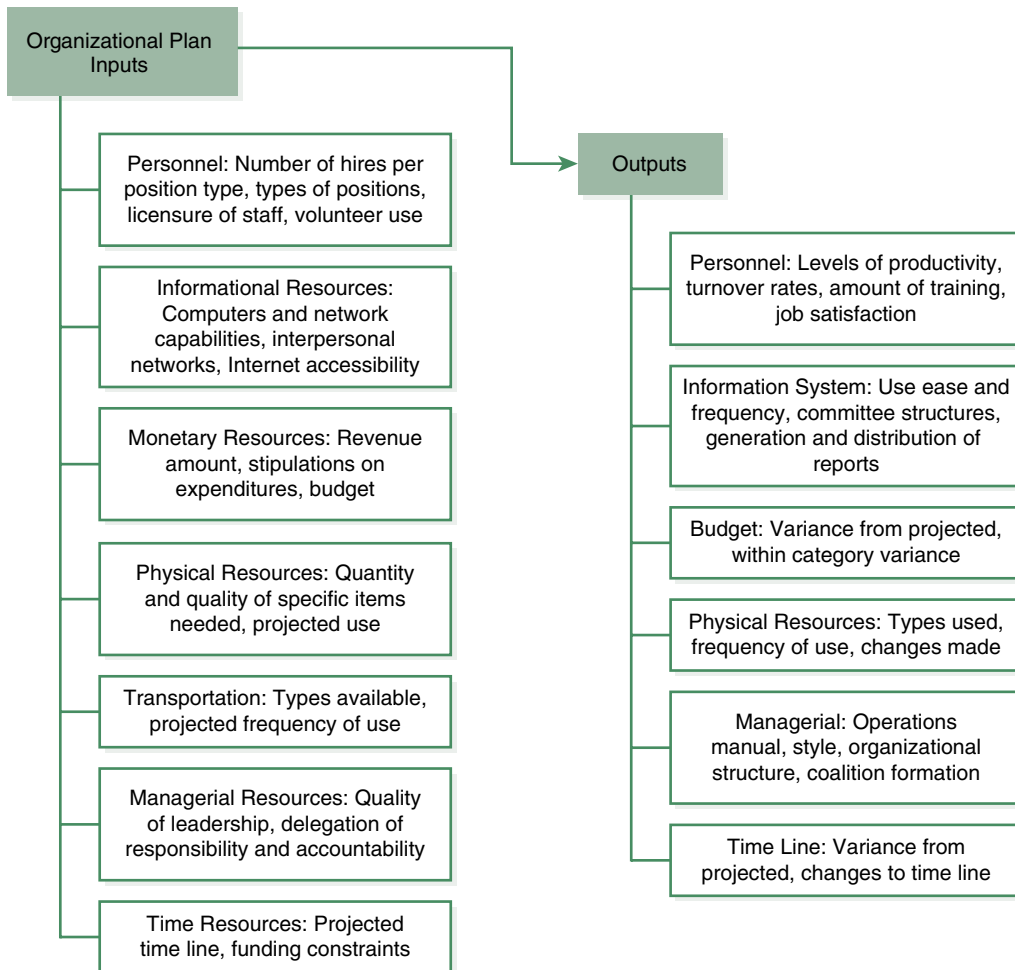 Organizational Plan
Inputs
Personnel: Number of hires per
position type, types of positions,
licensure of staff, volunteer use
Informational Resources:
Computers and network
capabilities, interpersonal
networks, Internet accessibility
Monetary Resources: Revenue
amount, stipulations on
expenditures, budget
Physical Resources: Quantity
and quality of specific items
needed, projected use
Transportation: Types available,
projected frequency of use
Managerial Resources: Quality
of leadership, delegation of
responsibility and accountability
Time Resources: Projected
time line, funding constraints
Outputs
Personnel: Levels of productivity,
turnover rates, amount of training,
job satisfaction
Information System: Use ease and
frequency, committee structures,
generation and distribution of
reports
Budget: Variance from projected,
within category variance
Physical Resources: Types used,
frequency of use, changes made
Managerial: Operations
manual, style, organizational
structure, coalition formation
Time Line: Variance from
projected, changes to time line